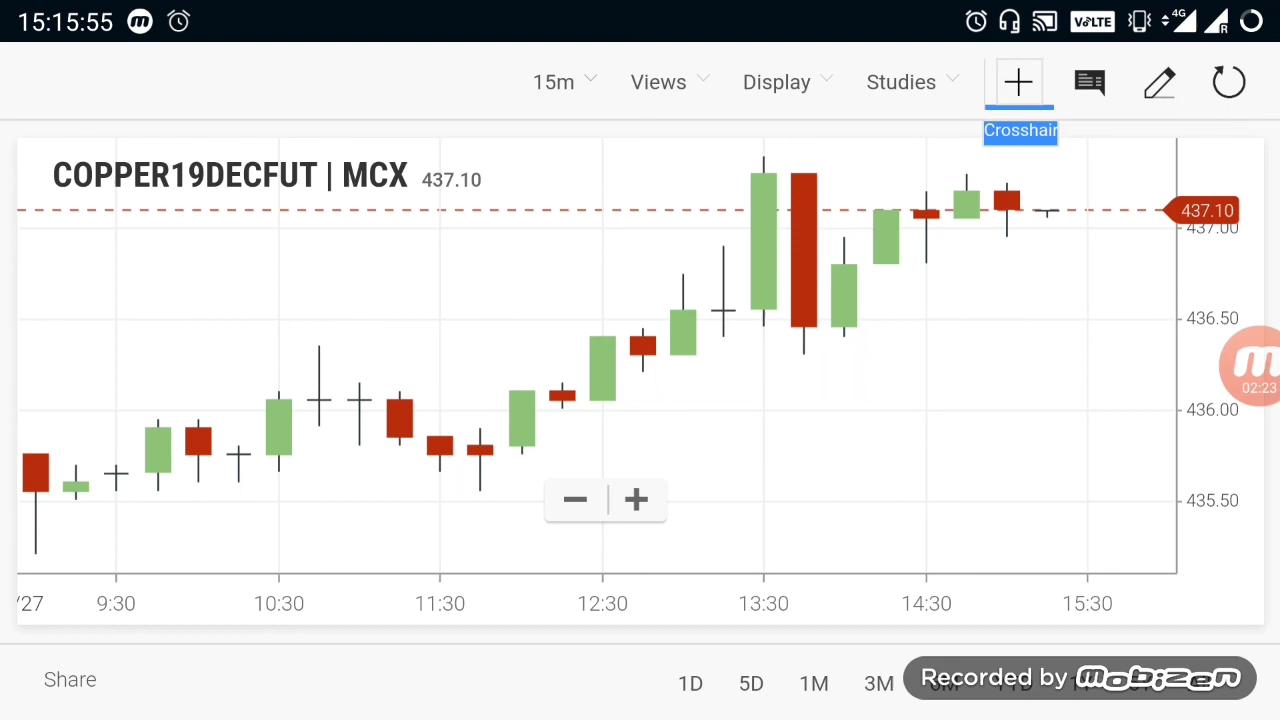 15:15:55 4G VoLTE R
15m Views Display Studies
Crosshair
COPPER19DECFUT | MCX 437.10
437.10
437.00
436.50
02:23
436.00
435.50
/27 9:30 10:30 11:30 12:30 13:30 14:30 15:30
Share 1D 5D 1M 3M
Recorded by mobizen